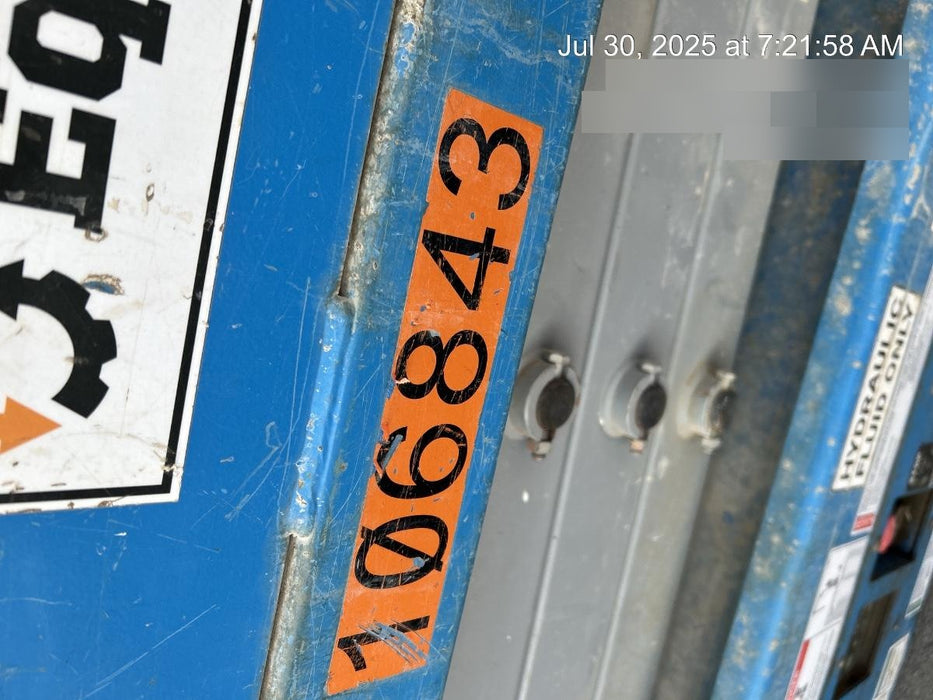 Jul 30, 2025 at 7:21:58 AM
Eq
106843
HYDRAULIC
FLUID ONLY